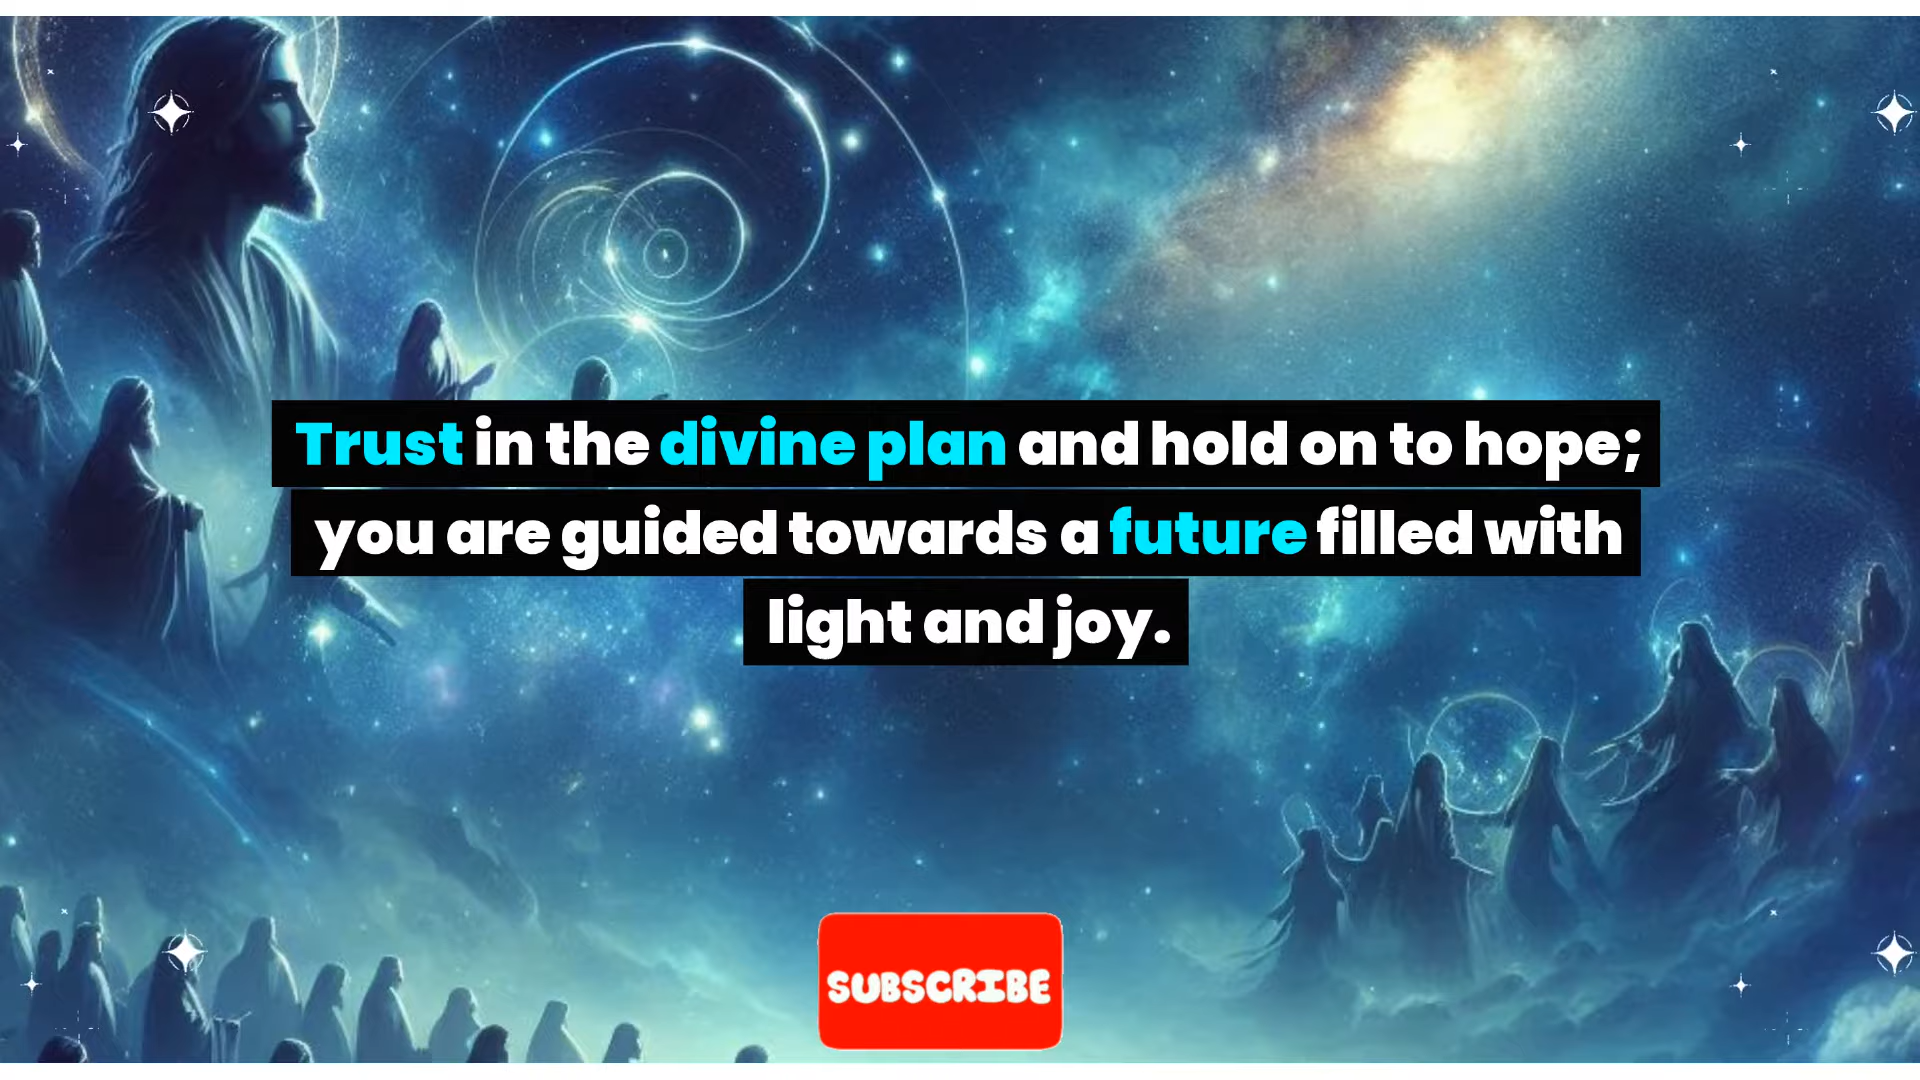 Trust in the divine plan and hold on to hope;
you are guided towards a future filled with
light and joy.
SUBSCRIBE